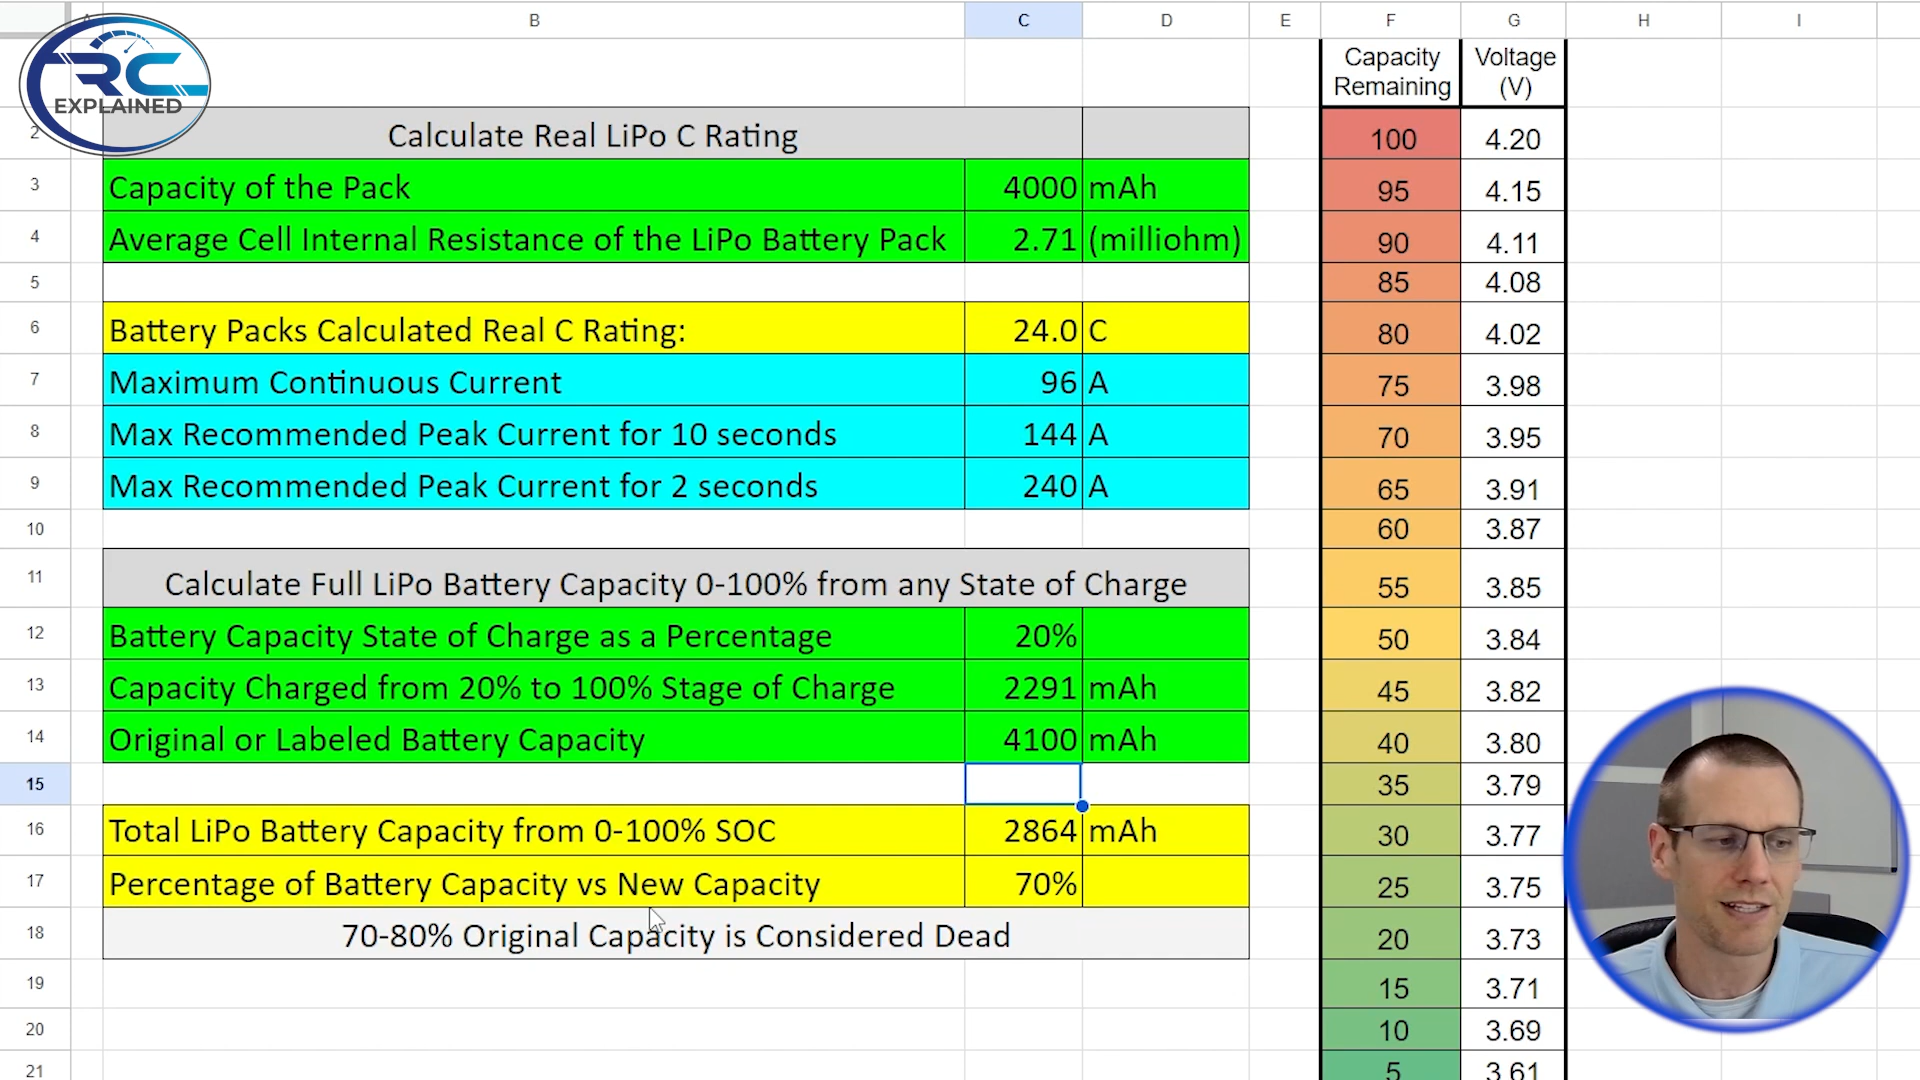 B C D E F G H I
RC
EXPLAINED
Capacity Remaining Voltage (V)
2 Calculate Real LiPo C Rating 100 4.20
3 Capacity of the Pack 4000 mAh 95 4.15
4 Average Cell Internal Resistance of the LiPo Battery Pack 2.71 (milliohm) 90 4.11
5 85 4.08
6 Battery Packs Calculated Real C Rating: 24.0 C 80 4.02
7 Maximum Continuous Current 96 A 75 3.98
8 Max Recommended Peak Current for 10 seconds 144 A 70 3.95
9 Max Recommended Peak Current for 2 seconds 240 A 65 3.91
10 60 3.87
11 Calculate Full LiPo Battery Capacity 0-100% from any State of Charge 55 3.85
12 Battery Capacity State of Charge as a Percentage 20% 50 3.84
13 Capacity Charged from 20% to 100% Stage of Charge 2291 mAh 45 3.82
14 Original or Labeled Battery Capacity 4100 mAh 40 3.80
15 35 3.79
16 Total LiPo Battery Capacity from 0-100% SOC 2864 mAh 30 3.77
17 Percentage of Battery Capacity vs New Capacity 70% 25 3.75
18 70-80% Original Capacity is Considered Dead 20 3.73
19 15 3.71
20 10 3.69
21 5 3.61